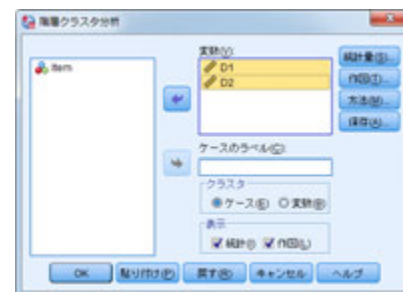 階層クラスタ分析
item
変数(V):
D1
D2
統計量(S)...
作図(T)...
方法(M)...
保存(A)...
ケースのラベル(C):
クラスタ
ケース(E) 変数(B)
表示
統計(I) 作図(L)
OK 貼り付け(P) 戻す(R) キャンセル ヘルプ